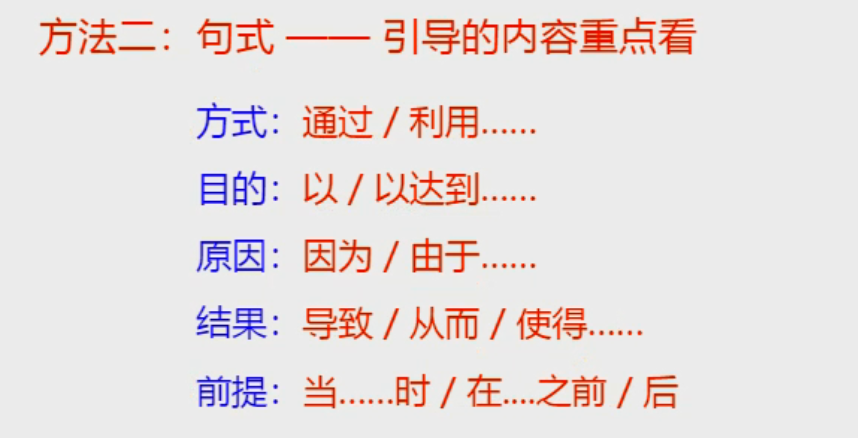 方法二：句式 —— 引导的内容重点看
方式：通过 / 利用……
目的：以 / 以达到……
原因：因为 / 由于……
结果：导致 / 从而 / 使得……
前提：当……时 / 在....之前 / 后